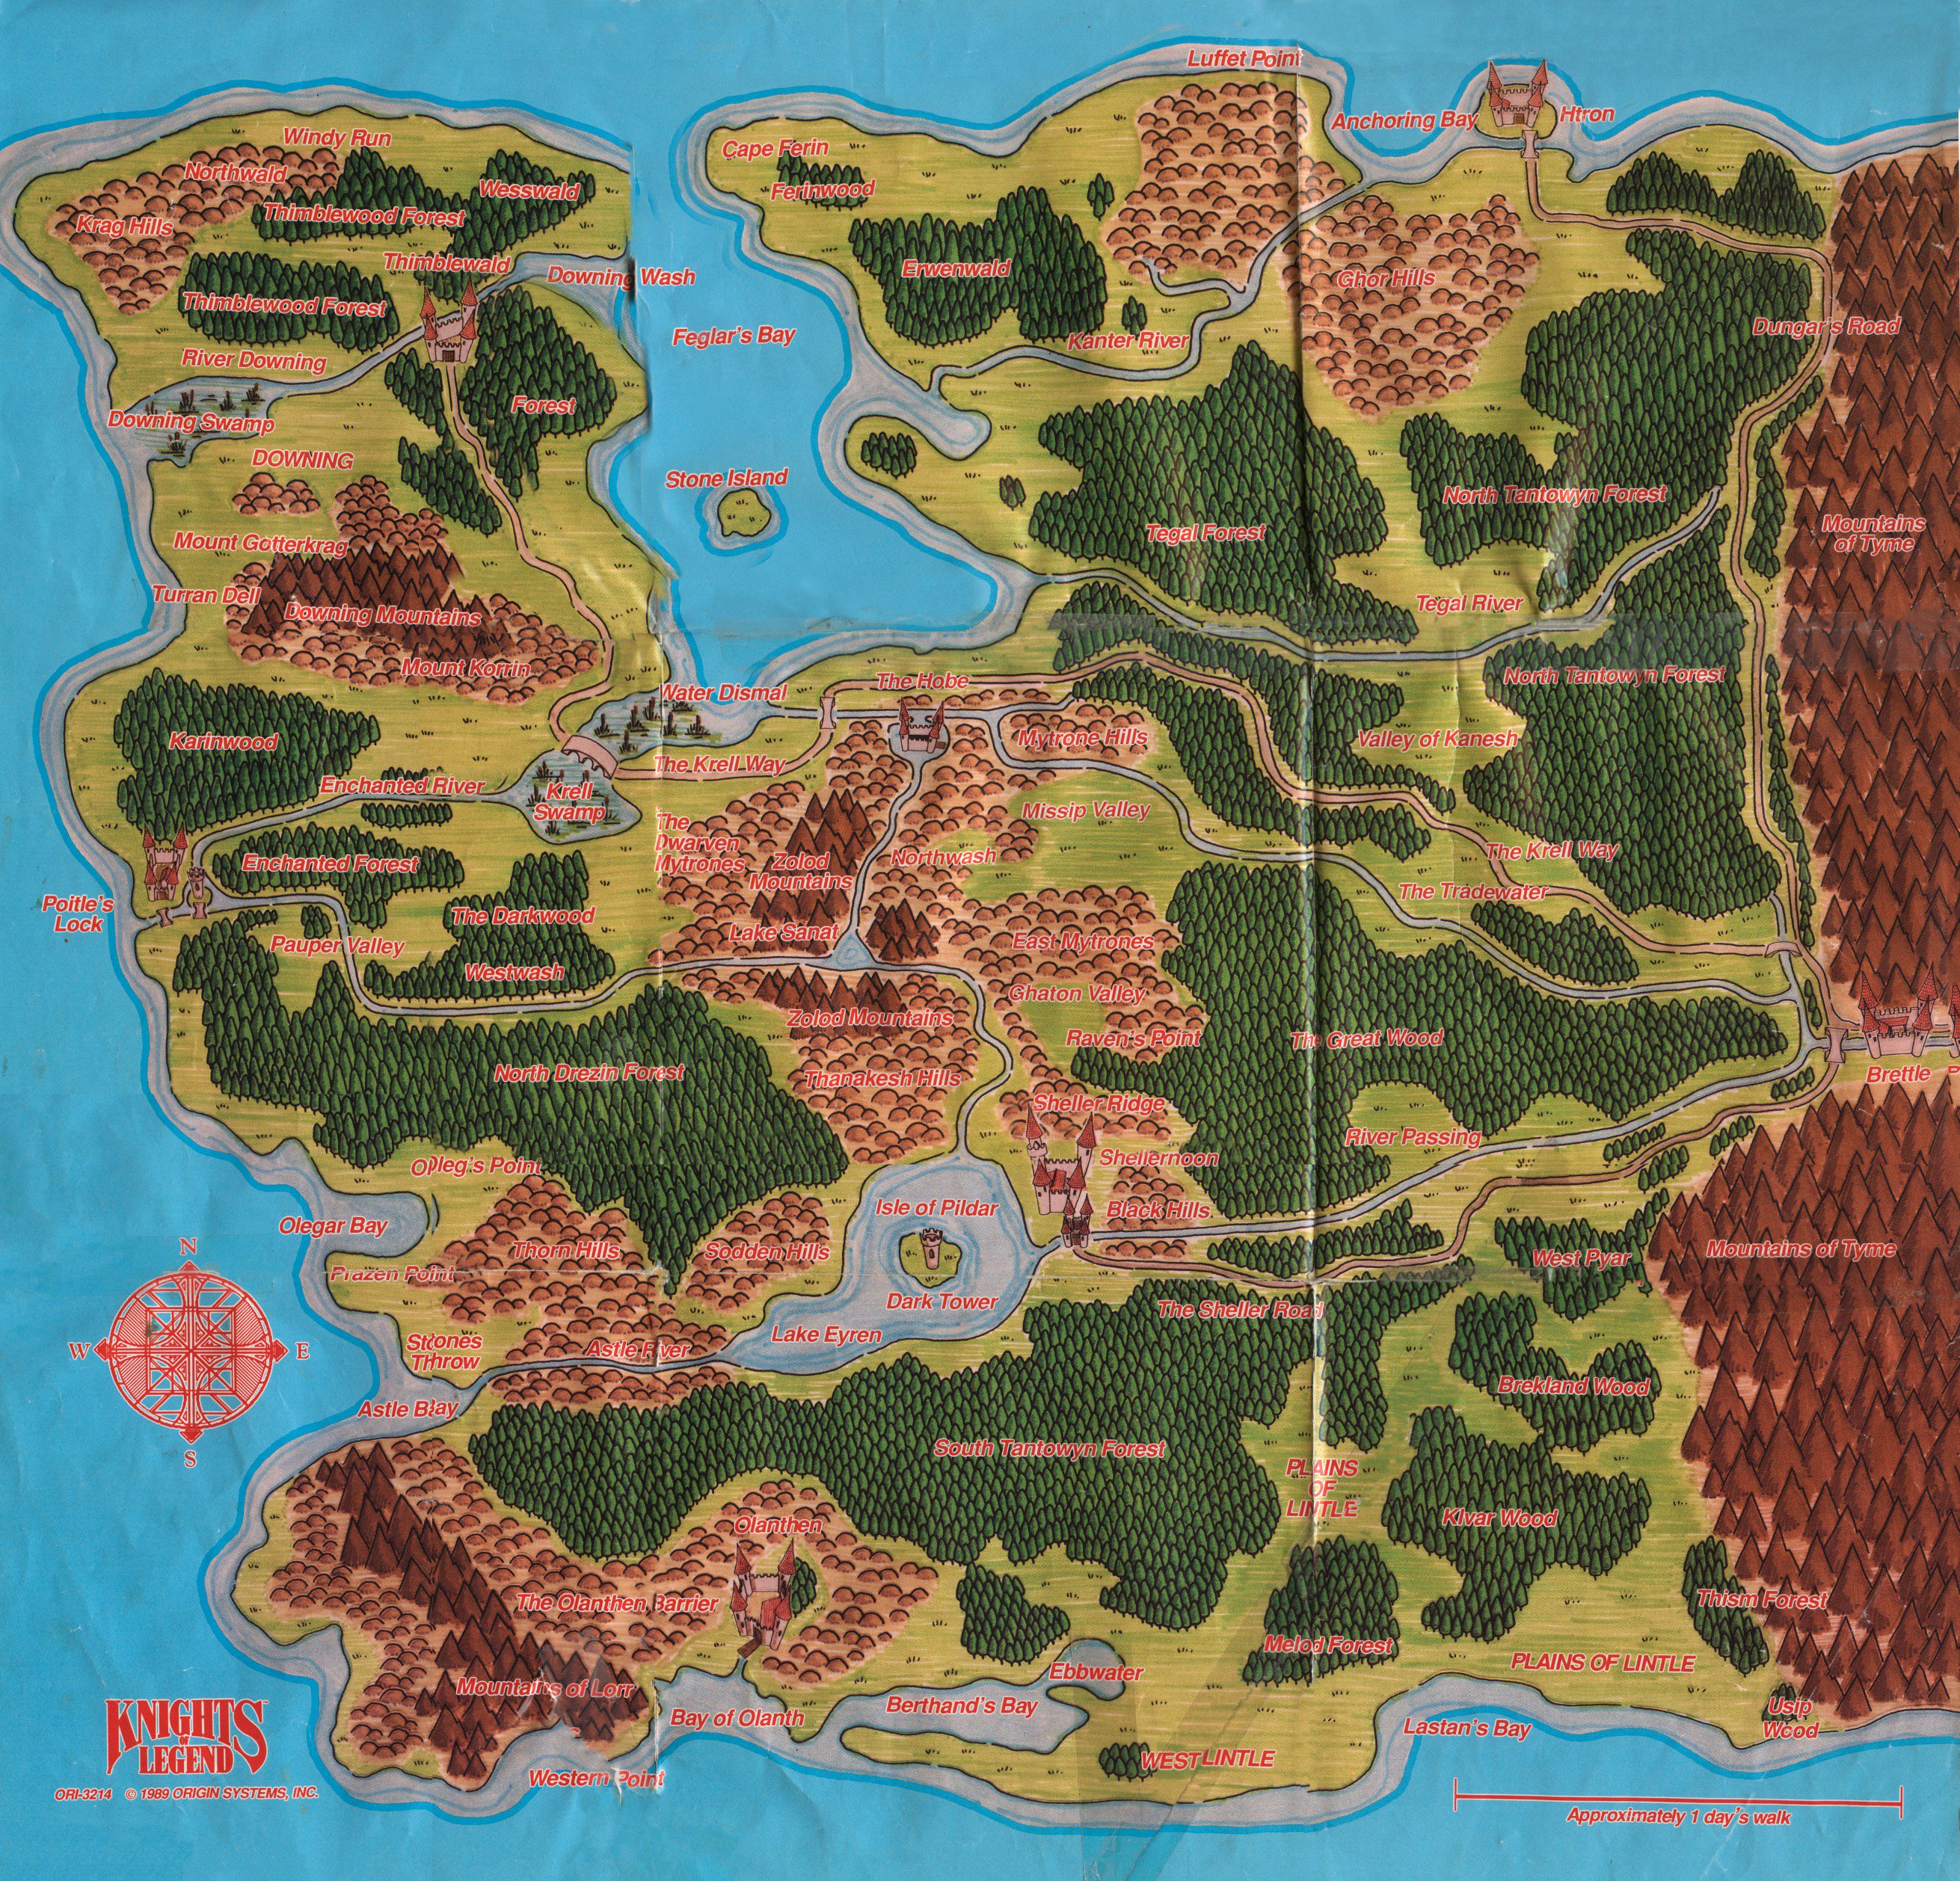 Luffet Point
Anchoring Bay
Htron
Windy Run
Cape Ferin
Northwald
Wesswald
Ferinwood
Krag Hills
Thimblewood Forest
Thimblewald
Downing Wash
Erwenwald
Ghor Hills
Thimblewood Forest
Feglar's Bay
Kanter River
Dungar's Road
River Downing
Forest
Downing Swamp
DOWNING
Stone Island
North Tantowyn Forest
Mount Gotterkrag
Tegal Forest
Mountains
of Tyme
Turran Dell
Downing Mountains
Tegal River
Mount Korrin
The Hobe
North Tantowyn Forest
Water Dismal
Karinwood
Mytrone Hills
Valley of Kanesh
The Krell Way
Enchanted River
Krell
Swamp
Missip Valley
The
Dwarven
Mytrones
Zolod
Mountains
Northwash
The Krell Way
Enchanted Forest
The Tradewater
Poitle's
Lock
The Darkwood
Lake Sanat
East Mytrones
Pauper Valley
Westwash
Ghaton Valley
Zolod Mountains
Raven's Point
The Great Wood
North Drezin Forest
Thanakesh Hills
Brettle
Sheller Ridge
River Passing
Shellernoon
Olleg's Point
Isle of Pildar
Black Hills
Olegar Bay
Thorn Hills
Sodden Hills
West Pyar
Mountains of Tyme
N
Prazen Point
Dark Tower
The Sheller Road
Lake Eyren
W
E
Stones
Throw
Astle River
Brekland Wood
Astle Bay
S
South Tantowyn Forest
PLAINS
OF
LINTLE
Klvar Wood
Olanthen
The Olanthen Barrier
Thism Forest
Melod Forest
PLAINS OF LINTLE
Ebbwater
Mountains of Lorr
Berthand's Bay
Bay of Olanth
Lastan's Bay
Usip
Wood
KNIGHTS
OF
LEGEND
WEST LINTLE
Western Point
ORI-3214 © 1989 ORIGIN SYSTEMS, INC.
Approximately 1 day's walk